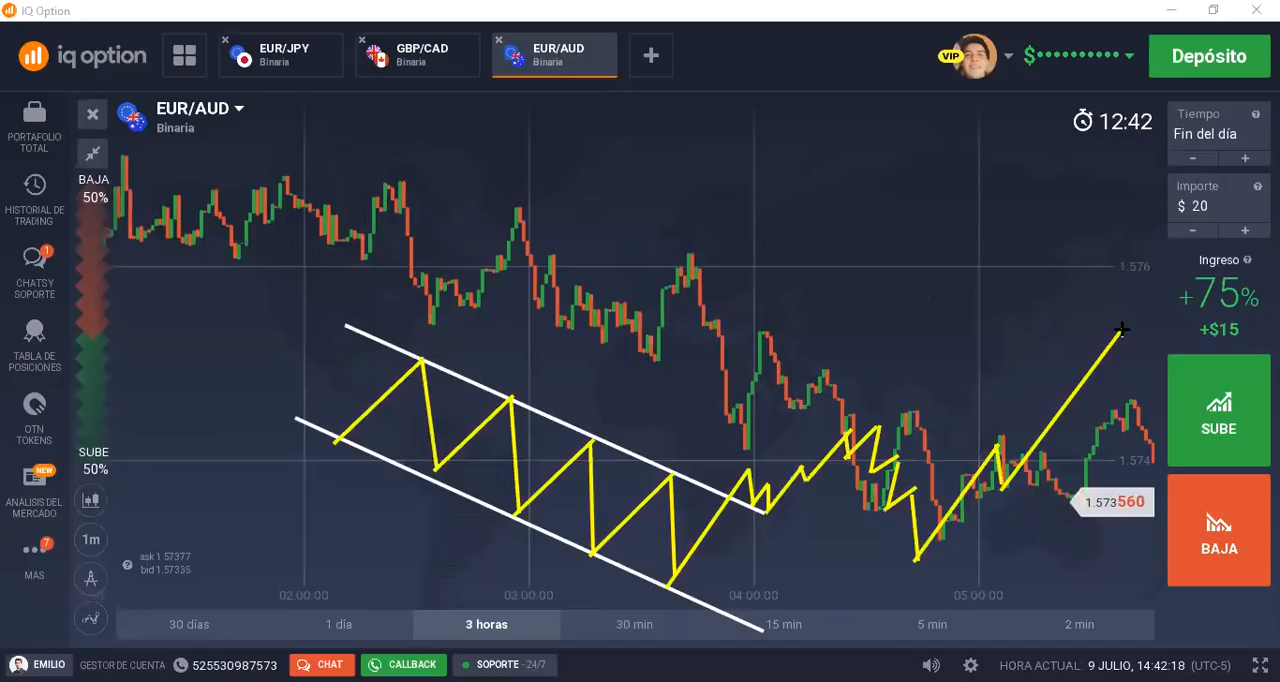 IQ Option
iq option
EUR/JPY
Binaria
GBP/CAD
Binaria
EUR/AUD
Binaria
VIP
$
Depósito
PORTAFOLIO
TOTAL
HISTORIAL DE
TRADING
1
CHATS Y
SOPORTE
TABLA DE
POSICIONES
OTN
TOKENS
NEW
ANÁLISIS DEL
MERCADO
7
MÁS
EUR/AUD
Binaria
12:42
BAJA
50%
SUBE
50%
1m
1.576
1.574
1.573560
ask 1.57377
bid 1.57335
02:00:00
03:00:00
04:00:00
05:00:00
30 días
1 día
3 horas
30 min
15 min
5 min
2 min
Tiempo
Fin del día
- +
Importe
$ 20
- +
Ingreso
+75%
+$15
SUBE
BAJA
EMILIO
GESTOR DE CUENTA
525530987573
CHAT
CALLBACK
SOPORTE - 24/7
HORA ACTUAL: 9 JULIO, 14:42:18 (UTC-5)